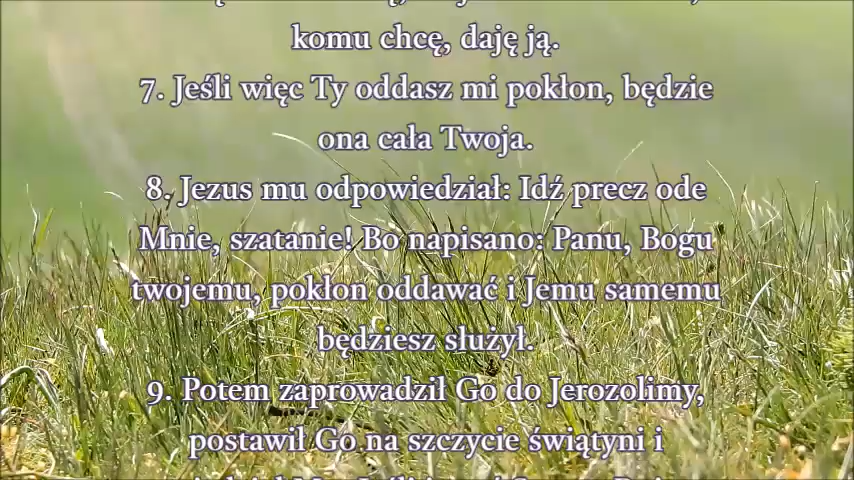 komu chcę, daję ją.
7. Jeśli więc Ty oddasz mi pokłon, będzie
ona cała Twoja.
8. Jezus mu odpowiedział: Idź precz ode
Mnie, szatanie! Bo napisano: Panu, Bogu
twojemu, pokłon oddawać i Jemu samemu
będziesz służył.
9. Potem zaprowadził Go do Jerozolimy,
postawił Go na szczycie świątyni i